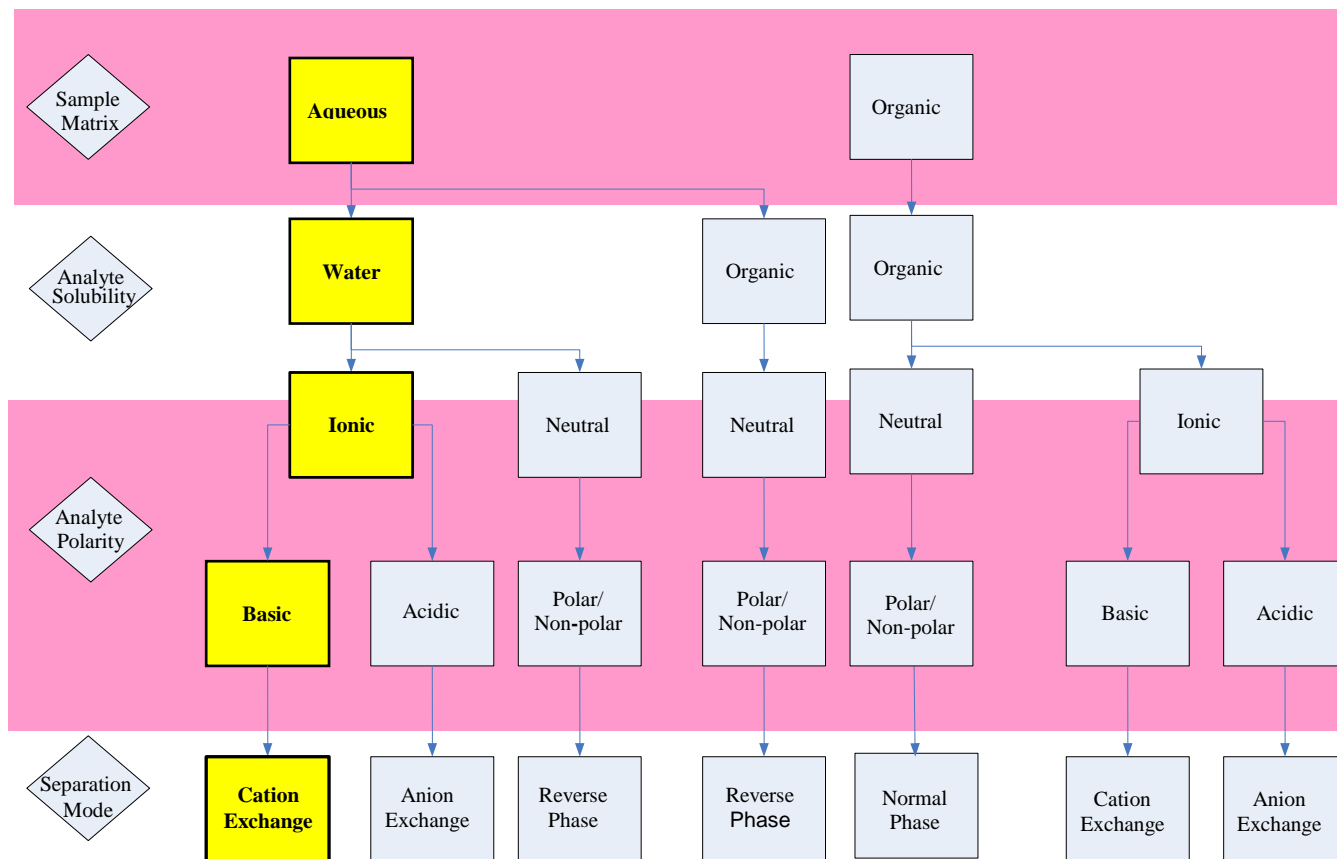 Sample
Matrix
Aqueous
Organic
Analyte
Solubility
Water
Organic
Organic
Ionic
Neutral
Neutral
Neutral
Ionic
Analyte
Polarity
Basic
Acidic
Polar/
Non-polar
Polar/
Non-polar
Polar/
Non-polar
Basic
Acidic
Separation
Mode
Cation
Exchange
Anion
Exchange
Reverse
Phase
Reverse
Phase
Normal
Phase
Cation
Exchange
Anion
Exchange